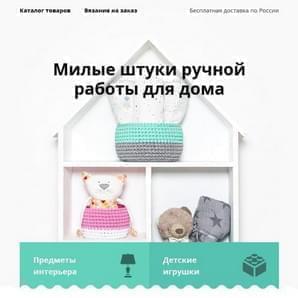 Каталог товаров Вязание на заказ Бесплатная доставка по России
Милые штуки ручной
работы для дома
Предметы
интерьера
Детские
игрушки